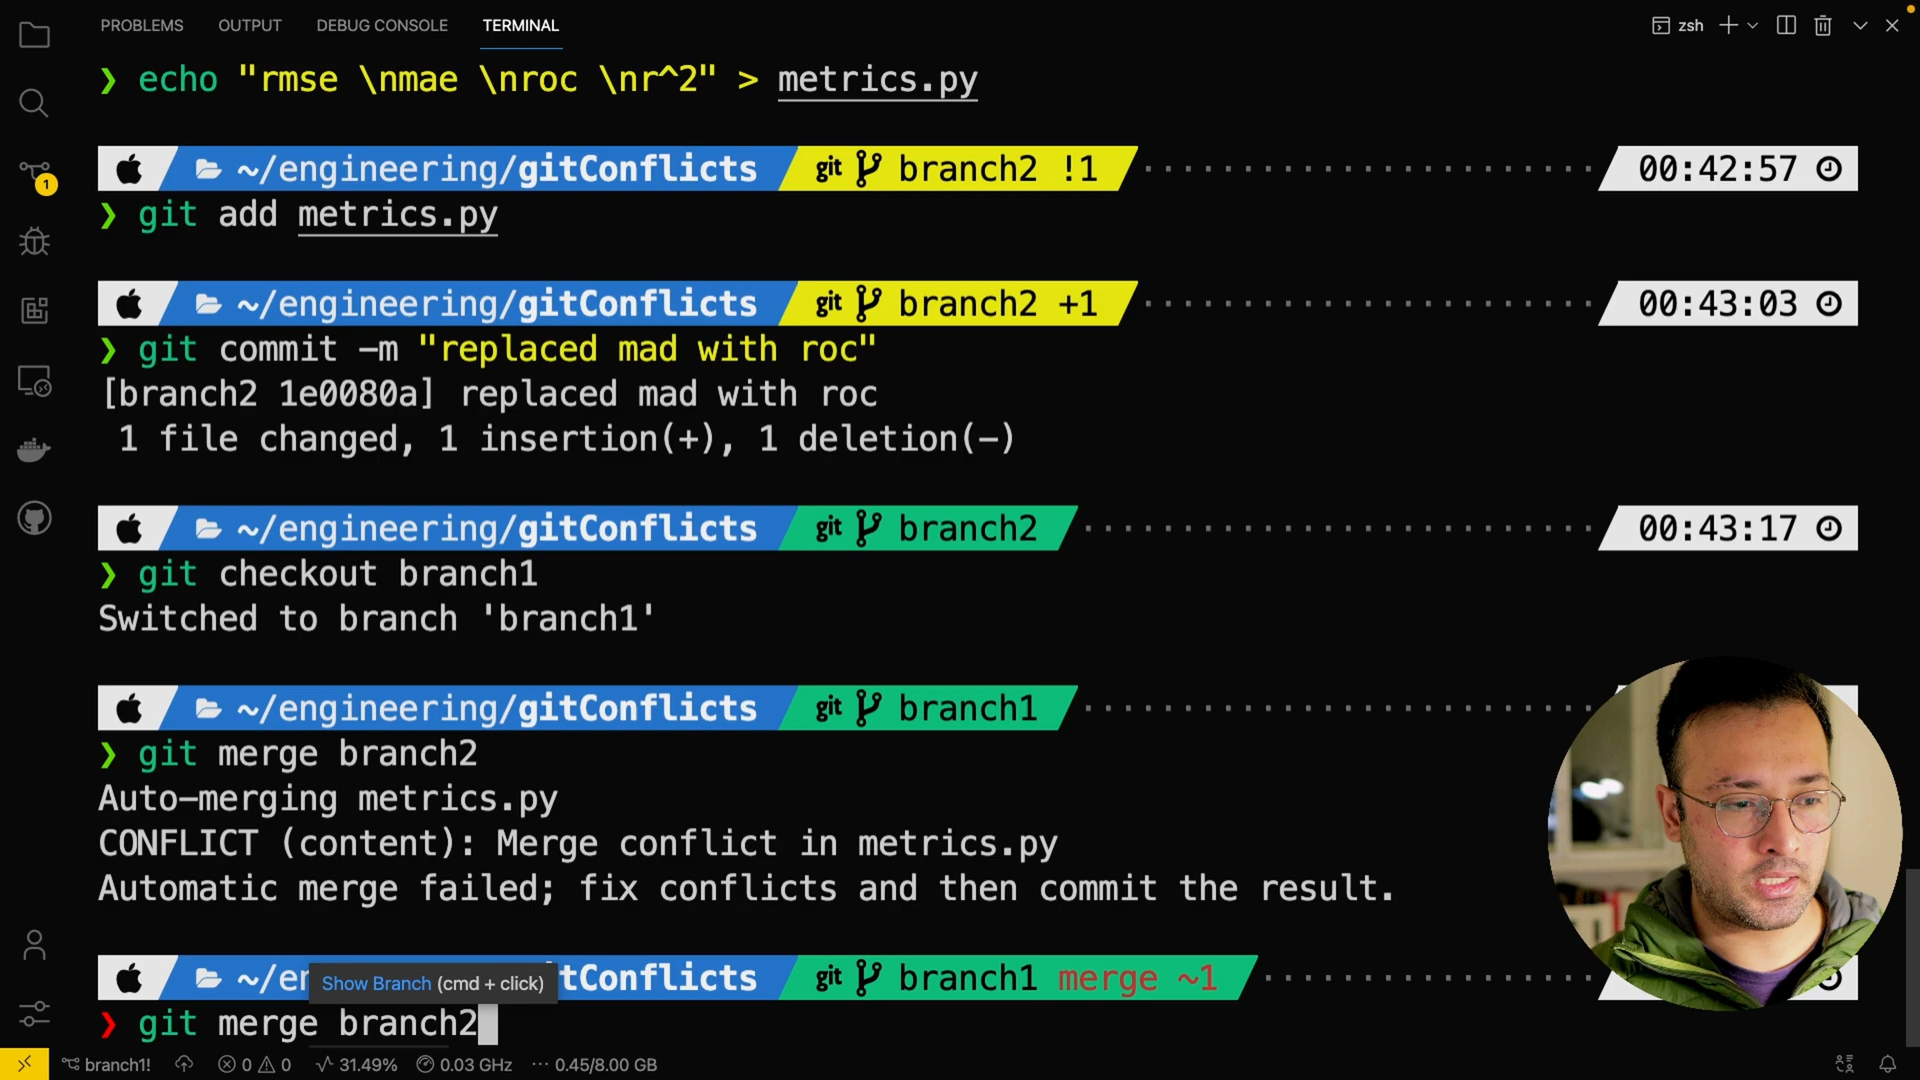 PROBLEMS OUTPUT DEBUG CONSOLE TERMINAL zsh
❯ echo "rmse \nmae \nroc \nr^2" > metrics.py
~/engineering/gitConflicts git branch2 !1 00:42:57
❯ git add metrics.py
1
~/engineering/gitConflicts git branch2 +1 00:43:03
❯ git commit -m "replaced mad with roc"
[branch2 1e0080a] replaced mad with roc
1 file changed, 1 insertion(+), 1 deletion(-)
~/engineering/gitConflicts git branch2 00:43:17
❯ git checkout branch1
Switched to branch 'branch1'
~/engineering/gitConflicts git branch1
❯ git merge branch2
Auto-merging metrics.py
CONFLICT (content): Merge conflict in metrics.py
Automatic merge failed; fix conflicts and then commit the result.
~/en Show Branch (cmd + click) tConflicts git branch1 merge ~1
❯ git merge branch2
branch1! 0 0 31.49% 0.03 GHz ··· 0.45/8.00 GB